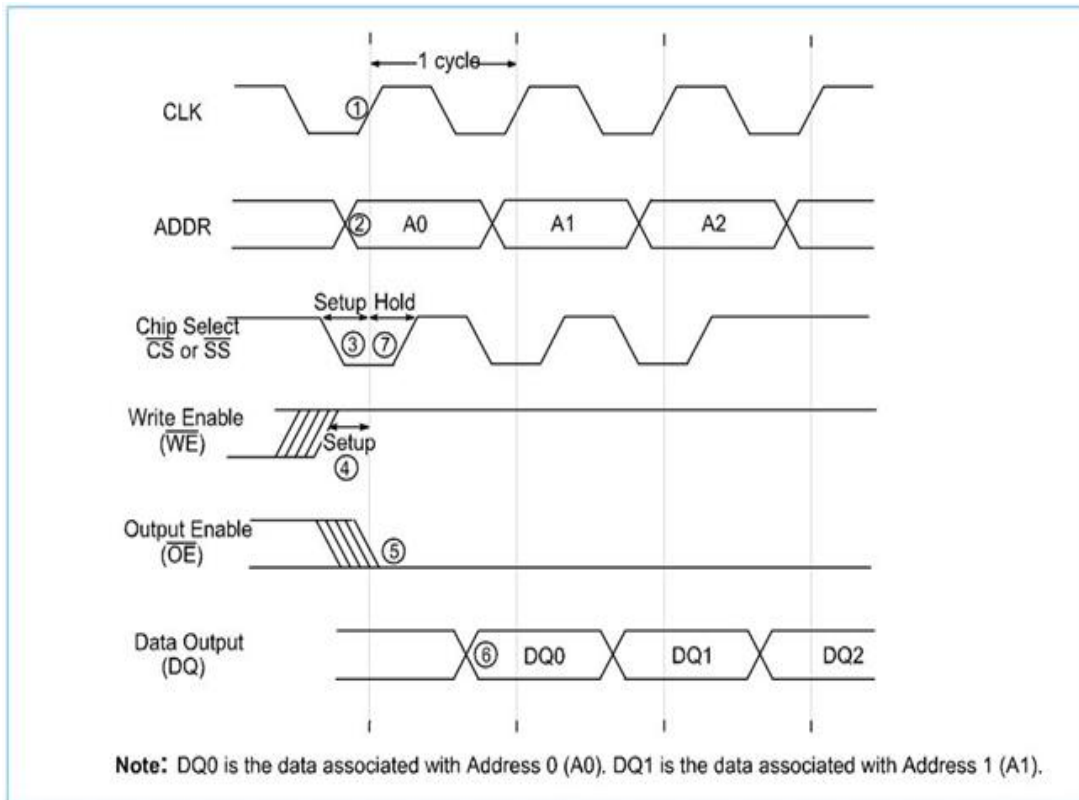 1 cycle
CLK
①
ADDR
②
A0
A1
A2
Setup Hold
Chip Select
CS or SS
③
⑦
Write Enable
(WE)
Setup
④
Output Enable
(OE)
⑤
Data Output
(DQ)
⑥
DQ0
DQ1
DQ2
Note: DQ0 is the data associated with Address 0 (A0). DQ1 is the data associated with Address 1 (A1).